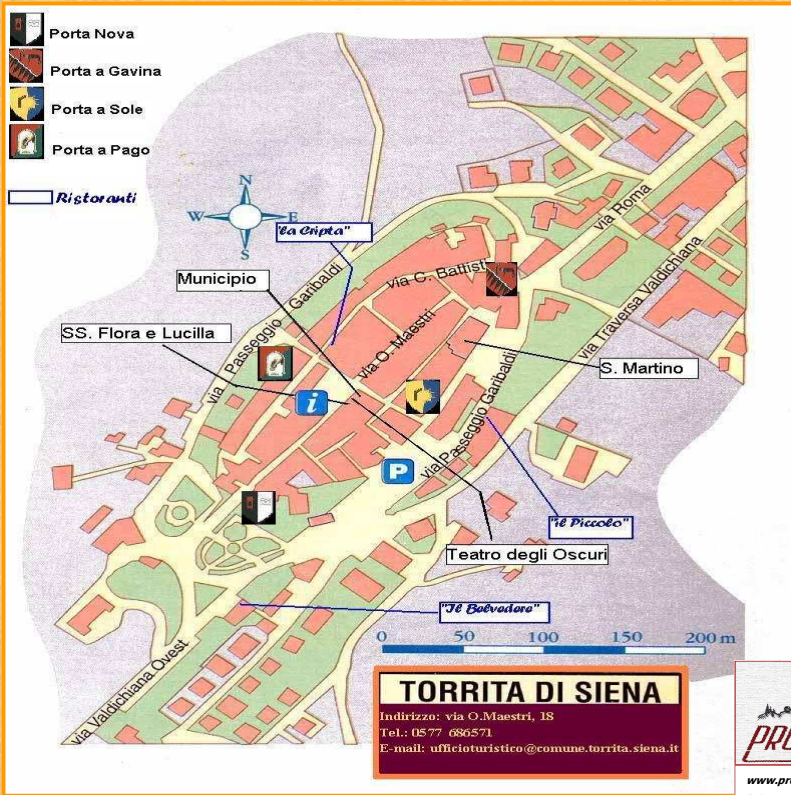 Porta Nova
Porta a Gavina
Porta a Sole
Porta a Pago
Ristoranti
N
W
E
S
"la Cripta"
Municipio
SS. Flora e Lucilla
via Passeggio Garibaldi
via C. Battisti
via O. Maestri
via Roma
via Traversa Valdichiana
S. Martino
i
P
via Passeggio Garibaldi
"il Piccolo"
Teatro degli Oscuri
"Il Belvedere"
via Valdichiana Ovest
0 50 100 150 200 m
TORRITA DI SIENA
Indirizzo: via O.Maestri, 18
Tel.: 0577 686571
E-mail: ufficioturistico@comune.torrita.siena.it
PRO
www.pr